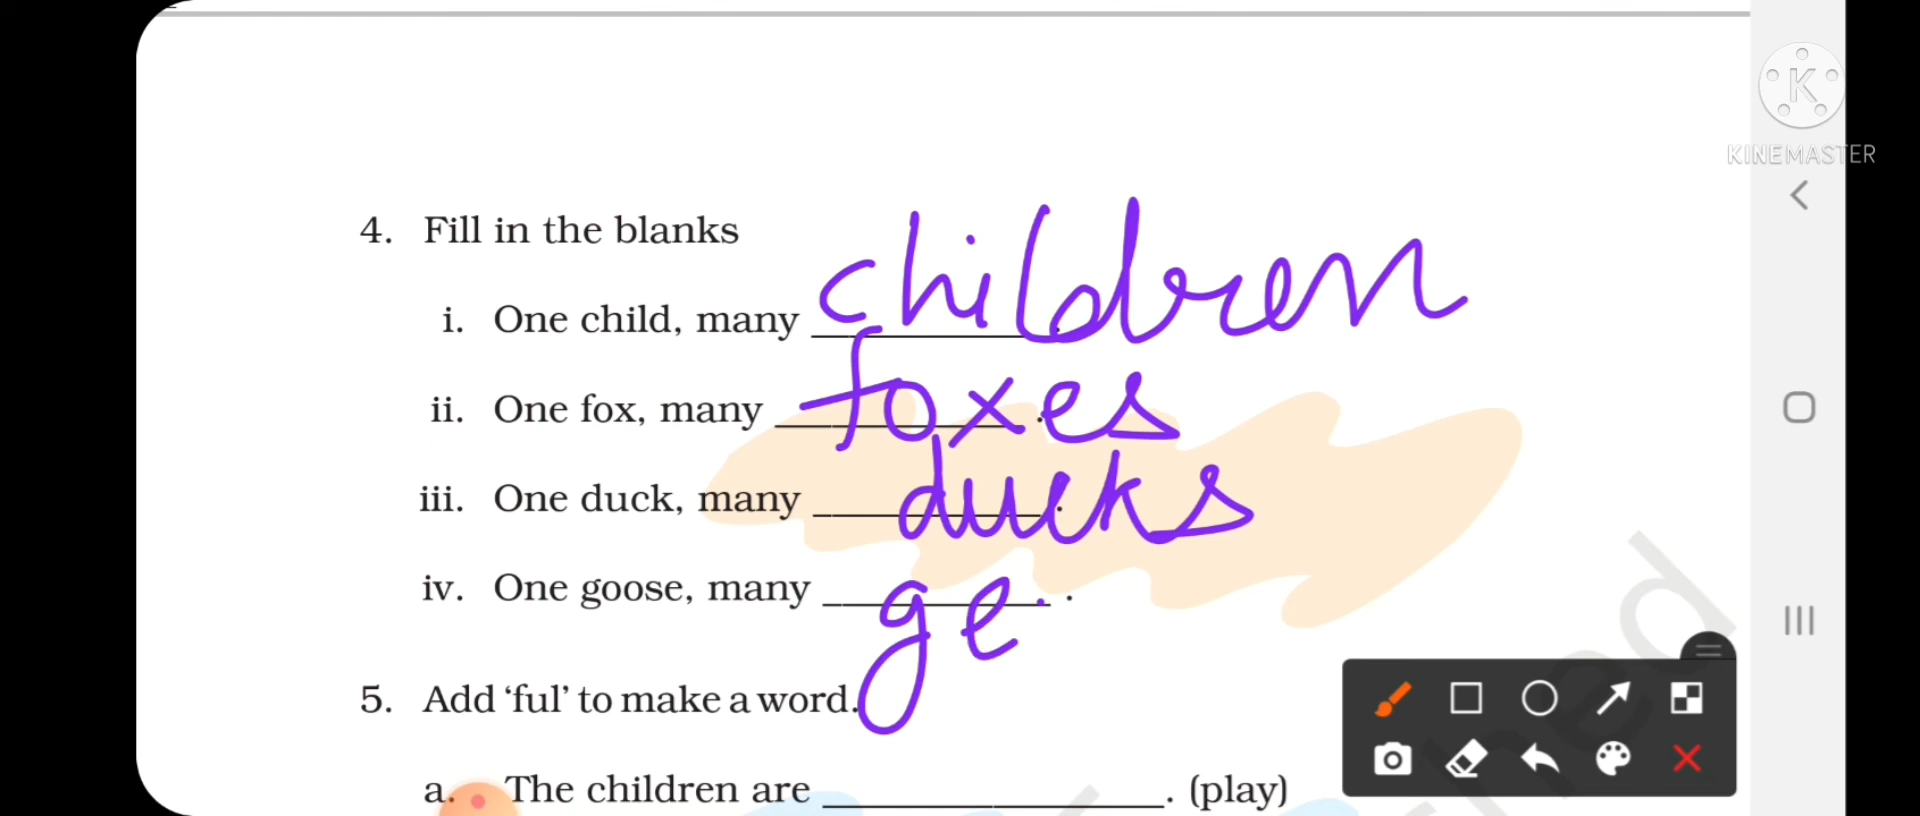 KINEMASTER
4. Fill in the blanks
i. One child, many children.
ii. One fox, many foxes.
iii. One duck, many ducks.
iv. One goose, many ge.
5. Add ‘ful’ to make a word.
a. The children are ____________. (play)